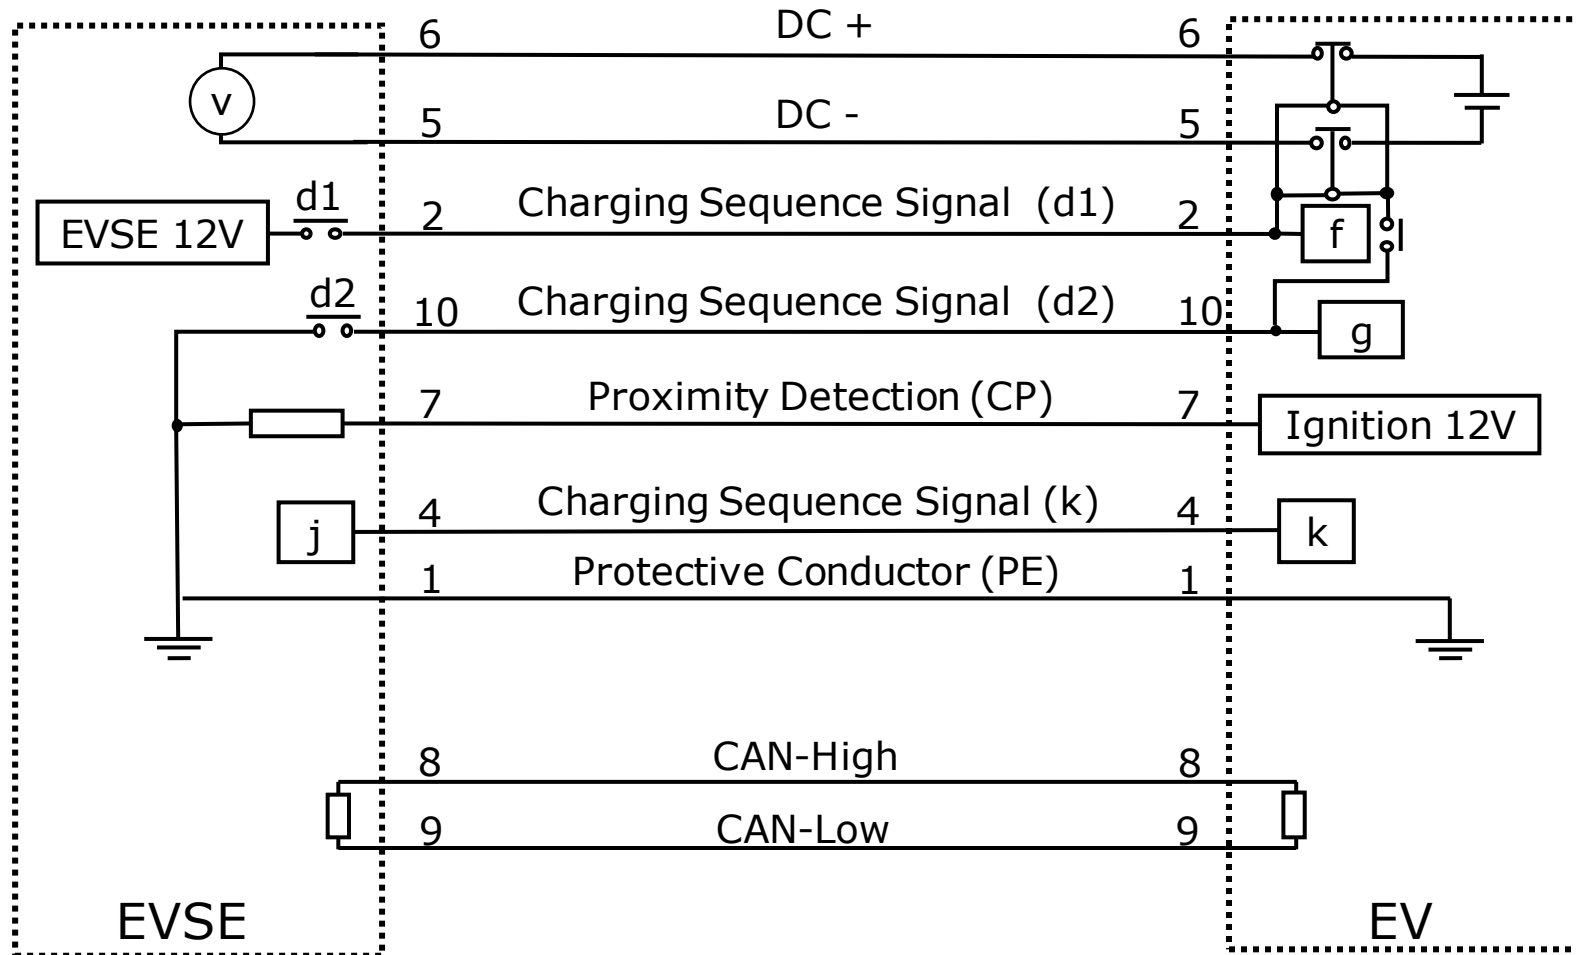 6 DC + 6
v
5 DC - 5
d1
EVSE 12V
2 Charging Sequence Signal (d1) 2
f
d2
10 Charging Sequence Signal (d2) 10
g
7 Proximity Detection (CP) 7
Ignition 12V
j
4 Charging Sequence Signal (k) 4
k
1 Protective Conductor (PE) 1
8 CAN-High 8
9 CAN-Low 9
EVSE
EV